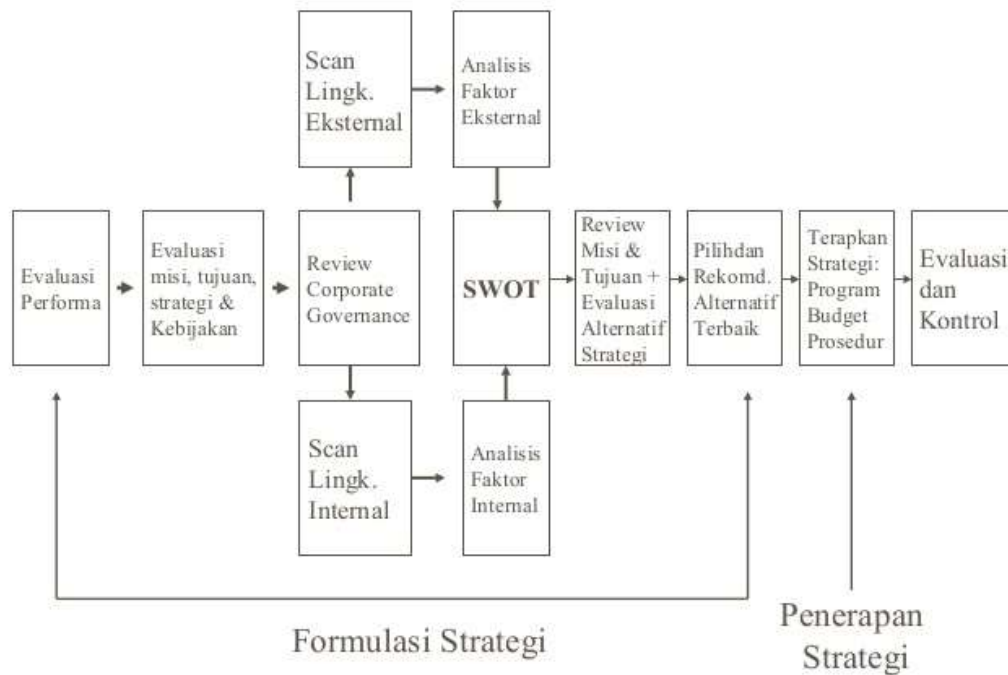 Scan
Lingk.
Eksternal
Analisis
Faktor
Eksternal
Evaluasi
Performa
Evaluasi
misi, tujuan,
strategi &
Kebijakan
Review
Corporate
Governance
SWOT
Review
Misi &
Tujuan +
Evaluasi
Alternatif
Strategi
Pilihdan
Rekomd.
Alternatif
Terbaik
Terapkan
Strategi:
Program
Budget
Prosedur
Evaluasi
dan
Kontrol
Scan
Lingk.
Internal
Analisis
Faktor
Internal
Formulasi Strategi
Penerapan
Strategi